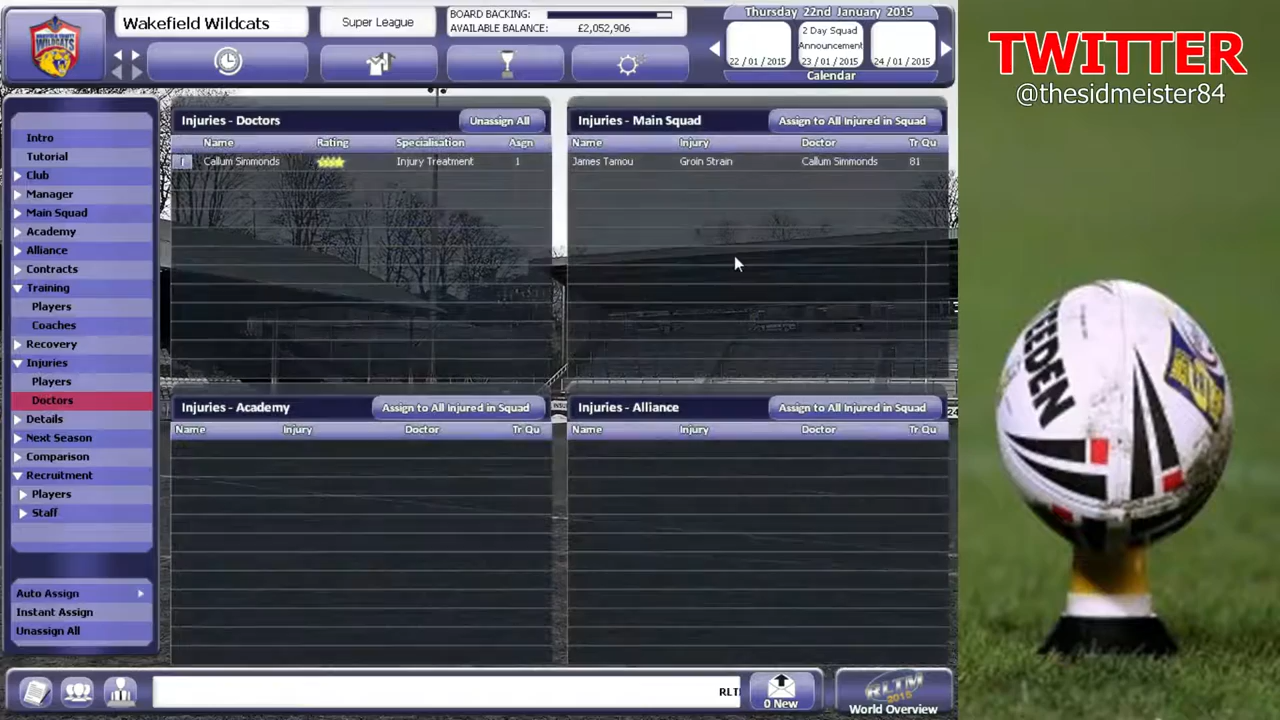 Wakefield Wildcats
Super League
BOARD BACKING:
AVAILABLE BALANCE: £2,052,906
Thursday 22nd January 2015
2 Day Squad
Announcement
22 / 01 / 2015
23 / 01 / 2015
24 / 01 / 2015
Calendar
TWITTER
@thesidmeister84
WILDCATS
Intro
Tutorial
Club
Manager
Main Squad
Academy
Alliance
Contracts
Training
Players
Coaches
Recovery
Injuries
Players
Doctors
Details
Next Season
Comparison
Recruitment
Players
Staff
Auto Assign
Instant Assign
Unassign All
Injuries - Doctors
Unassign All
Name Rating Specialisation Asgn
Callum Simmonds Injury Treatment 1
Injuries - Main Squad
Assign to All Injured in Squad
Name Injury Doctor Tr Qu
James Tamou Groin Strain Callum Simmonds 81
Injuries - Academy
Assign to All Injured in Squad
Name Injury Doctor Tr Qu
Injuries - Alliance
Assign to All Injured in Squad
Name Injury Doctor Tr Qu
0 New
RLTM
2015
World Overview
EEDEN